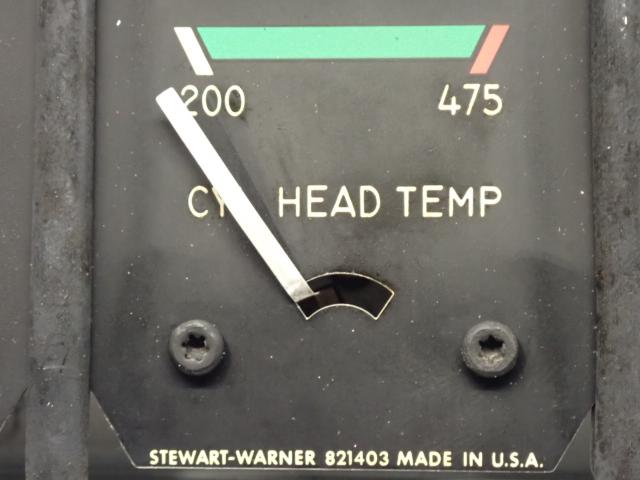 200 475
CY HEAD TEMP
STEWART-WARNER 821403 MADE IN U.S.A.